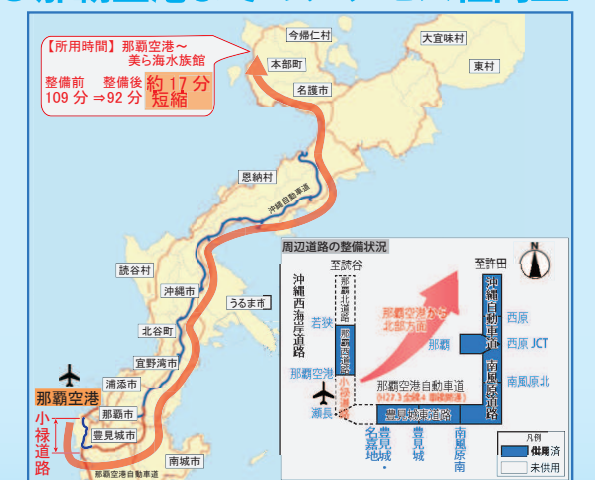 【所用時間】那覇空港～
美ら海水族館
整備前 整備後 約17分
109分⇒92分 短縮
今帰仁村
大宜味村
本部町
東村
名護市
恩納村
沖縄自動車道
読谷村
沖縄市
うるま市
北谷町
宜野湾市
浦添市
那覇空港
那覇市
小禄道路
豊見城市
南城市
那覇空港自動車道
周辺道路の整備状況
至読谷
至許田
N
沖縄西海岸道路
那覇北道路
若狭
那覇西道路
那覇空港から
北部方面
沖縄自動車道
西原
那覇
西原JCT
那覇空港
小禄道路
那覇空港自動車道
南風原道路
南風原北
瀬長
豊見城東道路
名嘉地
豊見城・
豊見城
南風原南
凡例
供用済
未供用